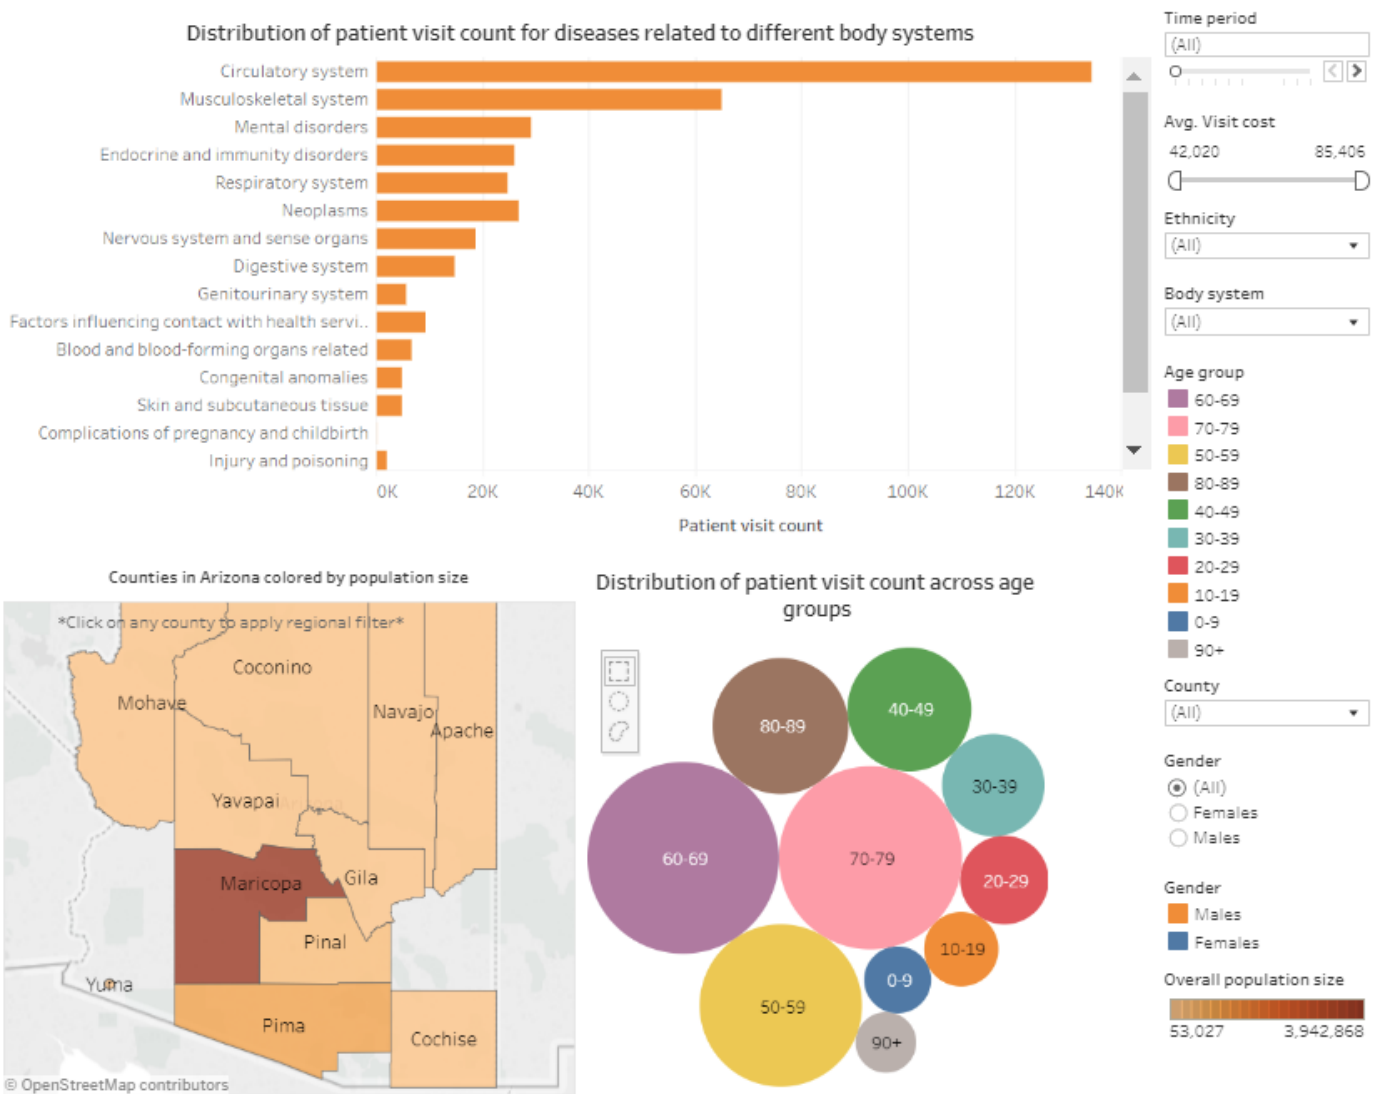 Distribution of patient visit count for diseases related to different body systems
Circulatory system
Musculoskeletal system
Mental disorders
Endocrine and immunity disorders
Respiratory system
Neoplasms
Nervous system and sense organs
Digestive system
Genitourinary system
Factors influencing contact with health servi..
Blood and blood-forming organs related
Congenital anomalies
Skin and subcutaneous tissue
Complications of pregnancy and childbirth
Injury and poisoning
0K 20K 40K 60K 80K 100K 120K 140K
Patient visit count
Time period
(All)
Avg. Visit cost
42,020 85,406
Ethnicity
(All)
Body system
(All)
Age group
60-69
70-79
50-59
80-89
40-49
30-39
20-29
10-19
0-9
90+
County
(All)
Gender
(All)
Females
Males
Gender
Males
Females
Overall population size
53,027 3,942,868
Counties in Arizona colored by population size
*Click on any county to apply regional filter*
Coconino
Mohave
Navajo
Apache
Yavapai
Arizona
Maricopa
Gila
Pinal
Yuma
Pima
Cochise
© OpenStreetMap contributors
Distribution of patient visit count across age
groups
80-89
40-49
30-39
60-69
70-79
20-29
10-19
0-9
50-59
90+